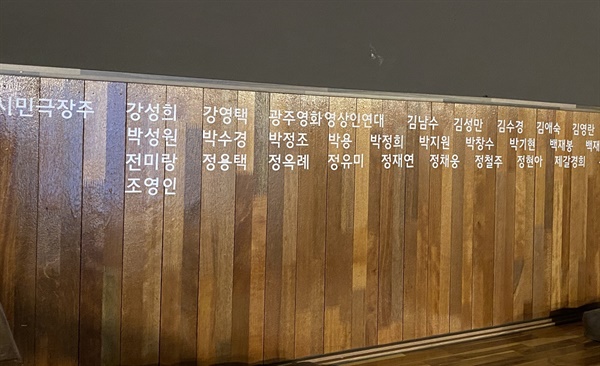 시민극장주 강성희 강영택 광주영화영상인연대 김남수 김성만 김수경 김애숙 김영란
박성원 박수경 박정조 박용 박정희 박지원 박창수 박기현 백재봉 백재
전미랑 정용택 정옥례 정유미 정재연 정채웅 정철주 정현아 제갈경희
조영인